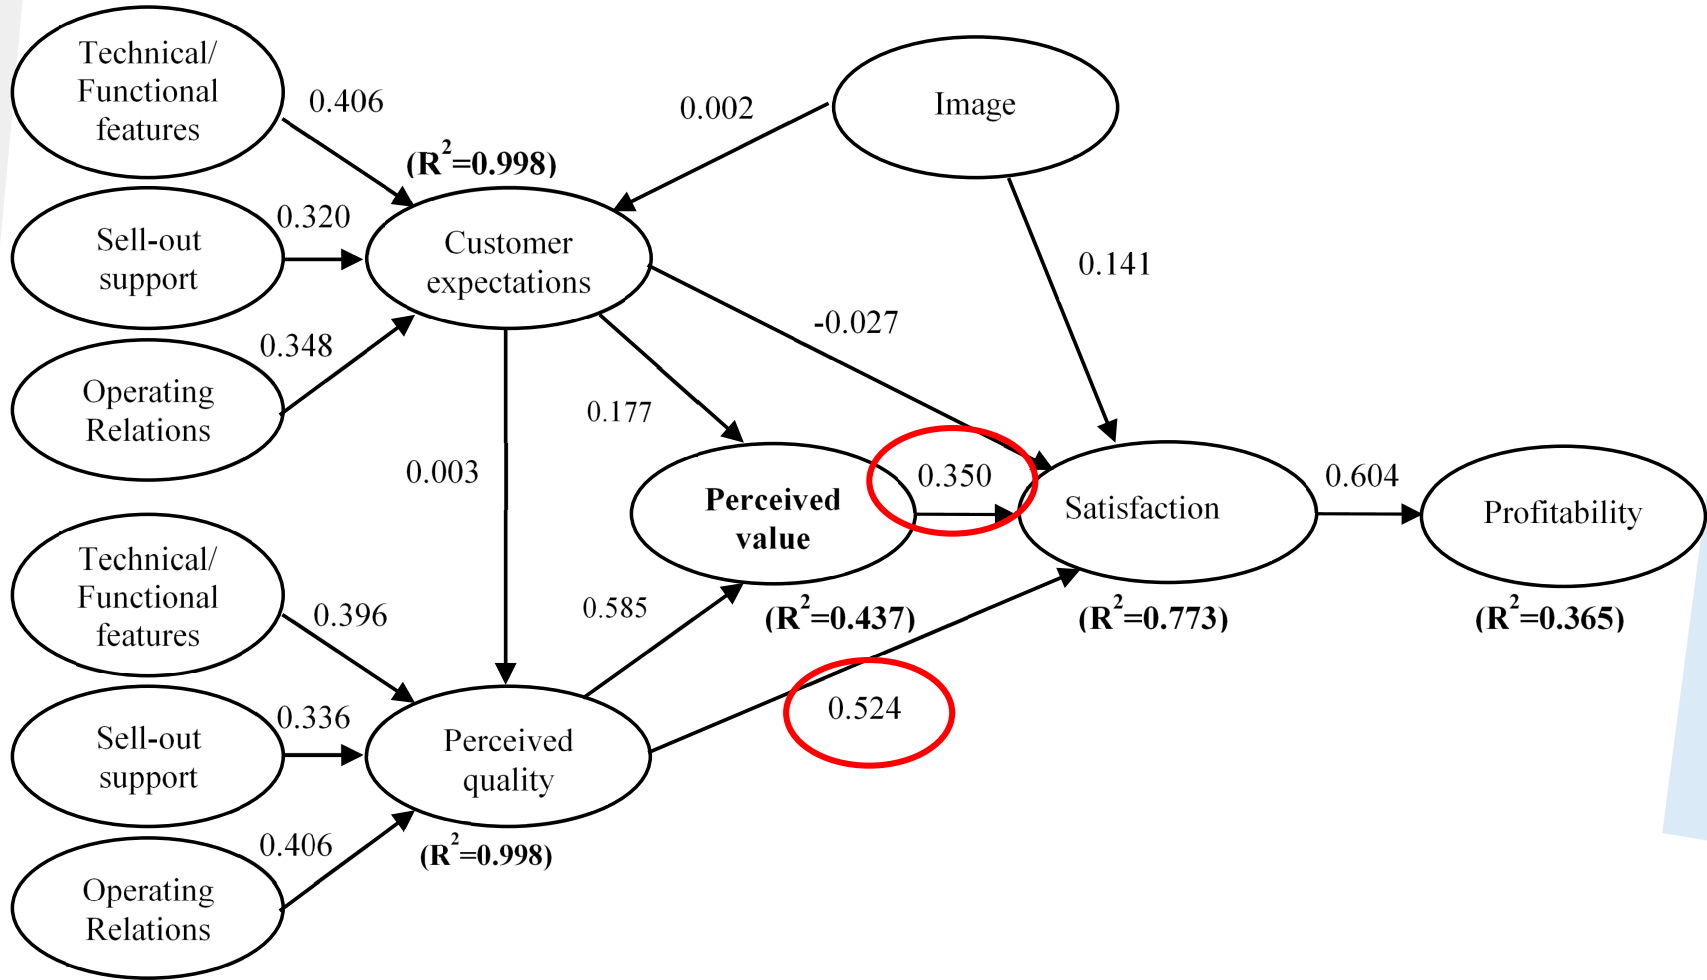 Technical/
Functional
features
0.406
(R²=0.998)
0.002
Image
Sell-out
support
0.320
Customer
expectations
0.141
-0.027
Operating
Relations
0.348
0.177
0.003
Perceived
value
0.350
Satisfaction
0.604
Profitability
(R²=0.437)
(R²=0.773)
(R²=0.365)
Technical/
Functional
features
0.396
0.585
0.524
Sell-out
support
0.336
Perceived
quality
(R²=0.998)
Operating
Relations
0.406